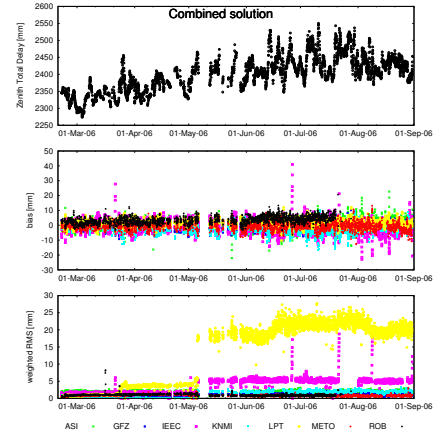 Combined solution
Zenith Total Delay [mm]
2550
2500
2450
2400
2350
2300
2250
01-Mar-06 01-Apr-06 01-May-06 01-Jun-06 01-Jul-06 01-Aug-06 01-Sep-06
bias [mm]
50
40
30
20
10
0
-10
-20
-30
01-Mar-06 01-Apr-06 01-May-06 01-Jun-06 01-Jul-06 01-Aug-06 01-Sep-06
weighted RMS [mm]
30
25
20
15
10
5
0
01-Mar-06 01-Apr-06 01-May-06 01-Jun-06 01-Jul-06 01-Aug-06 01-Sep-06
ASI GFZ IEEC KNMI LPT METO ROB